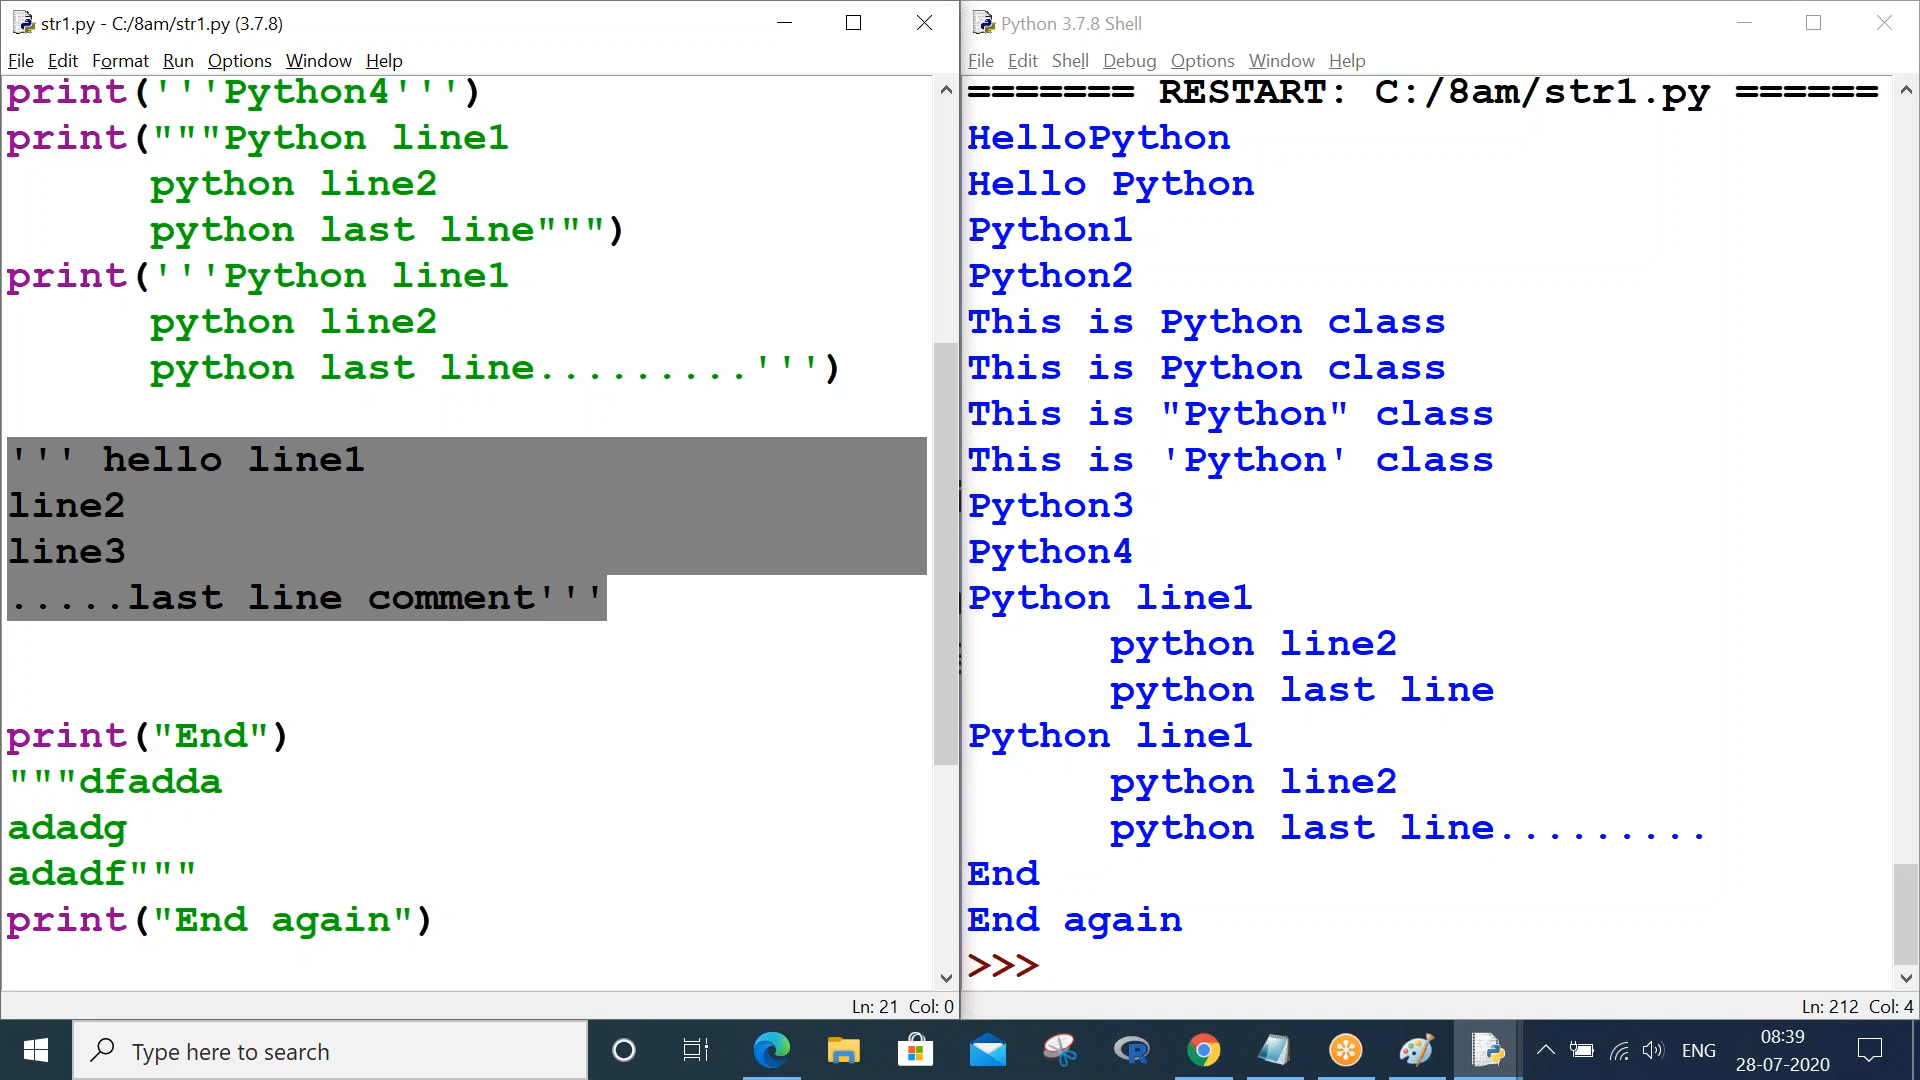 str1.py - C:/8am/str1.py (3.7.8)
File Edit Format Run Options Window Help
print('''Python4''')
print("""Python line1
      python line2
      python last line""")
print('''Python line1
      python line2
      python last line.........''')
''' hello line1
line2
line3
.....last line comment'''
print("End")
"""dfadda
adadg
adadf"""
print("End again")
Ln: 21 Col: 0
Python 3.7.8 Shell
File Edit Shell Debug Options Window Help
======= RESTART: C:/8am/str1.py ======
HelloPython
Hello Python
Python1
Python2
This is Python class
This is Python class
This is "Python" class
This is 'Python' class
Python3
Python4
Python line1
      python line2
      python last line
Python line1
      python line2
      python last line.........
End
End again
>>>
Ln: 212 Col: 4
Type here to search
R
ENG
08:39
28-07-2020